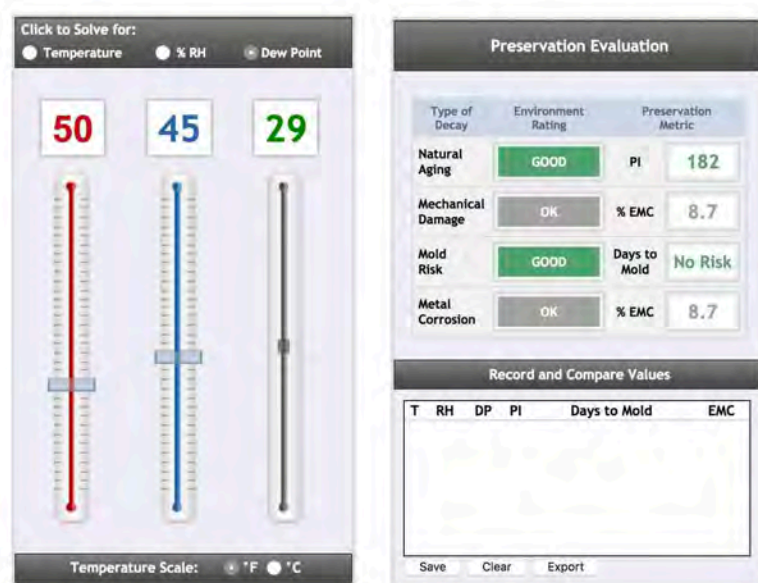 Click to Solve for:
Temperature % RH Dew Point
50 45 29
Temperature Scale: °F °C
Preservation Evaluation
Type of Decay Environment Rating Preservation Metric
Natural Aging GOOD PI 182
Mechanical Damage OK % EMC 8.7
Mold Risk GOOD Days to Mold No Risk
Metal Corrosion OK % EMC 8.7
Record and Compare Values
T RH DP PI Days to Mold EMC
Save Clear Export